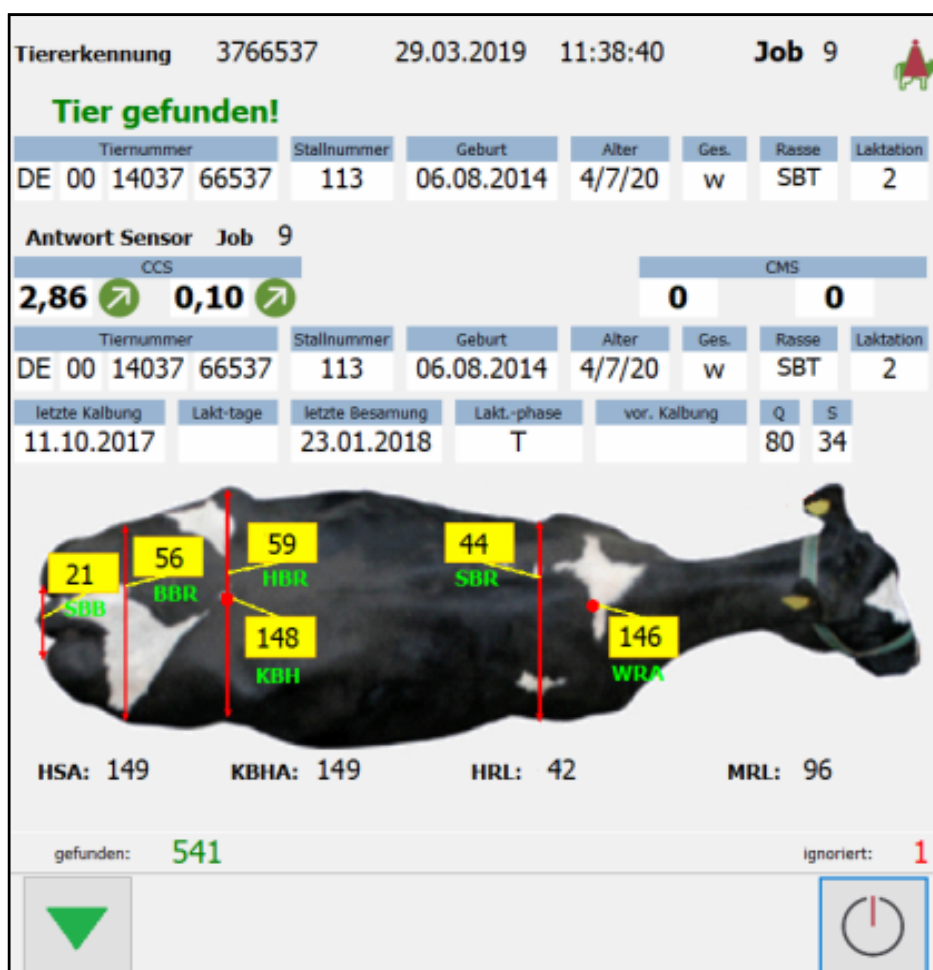 Tiererkennung 3766537 29.03.2019 11:38:40 Job 9
Tier gefunden!
Tiernummer Stallnummer Geburt Alter Ges. Rasse Laktation
DE 00 14037 66537 113 06.08.2014 4/7/20 w SBT 2
Antwort Sensor Job 9
CCS CMS
2,86 0,10 0 0
Tiernummer Stallnummer Geburt Alter Ges. Rasse Laktation
DE 00 14037 66537 113 06.08.2014 4/7/20 w SBT 2
letzte Kalbung Lakt-tage letzte Besamung Lakt.-phase vor. Kalbung Q S
11.10.2017 23.01.2018 T 80 34
21 56 59 44
SBB BBR HBR SBR
148 146
KBH WRA
HSA: 149 KBHA: 149 HRL: 42 MRL: 96
gefunden: 541 ignoriert: 1